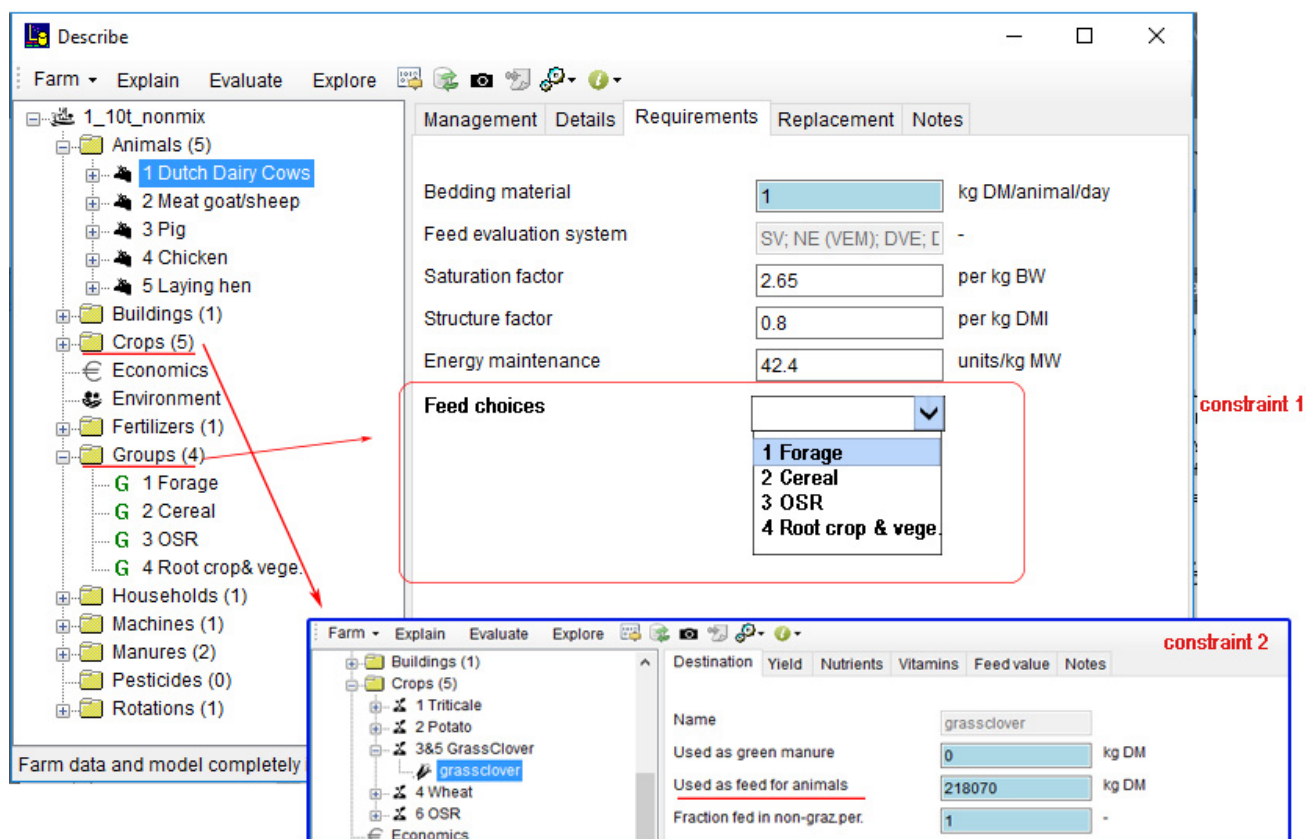 Describe
Farm Explain Evaluate Explore
1_10t_nonmix
Animals (5)
1 Dutch Dairy Cows
2 Meat goat/sheep
3 Pig
4 Chicken
5 Laying hen
Buildings (1)
Crops (5)
Economics
Environment
Fertilizers (1)
Groups (4)
G 1 Forage
G 2 Cereal
G 3 OSR
G 4 Root crop& vege.
Households (1)
Machines (1)
Manures (2)
Pesticides (0)
Rotations (1)
Farm data and model completely
Management Details Requirements Replacement Notes
Bedding material 1 kg DM/animal/day
Feed evaluation system SV; NE (VEM); DVE; -
Saturation factor 2.65 per kg BW
Structure factor 0.8 per kg DMI
Energy maintenance 42.4 units/kg MW
Feed choices
1 Forage
2 Cereal
3 OSR
4 Root crop & vege.
constraint 1
Farm Explain Evaluate Explore
constraint 2
Buildings (1)
Crops (5)
1 Triticale
2 Potato
3&5 GrassClover
grassclover
4 Wheat
6 OSR
Economics
Destination Yield Nutrients Vitamins Feed value Notes
Name grassclover
Used as green manure 0 kg DM
Used as feed for animals 218070 kg DM
Fraction fed in non-graz.per. 1 -